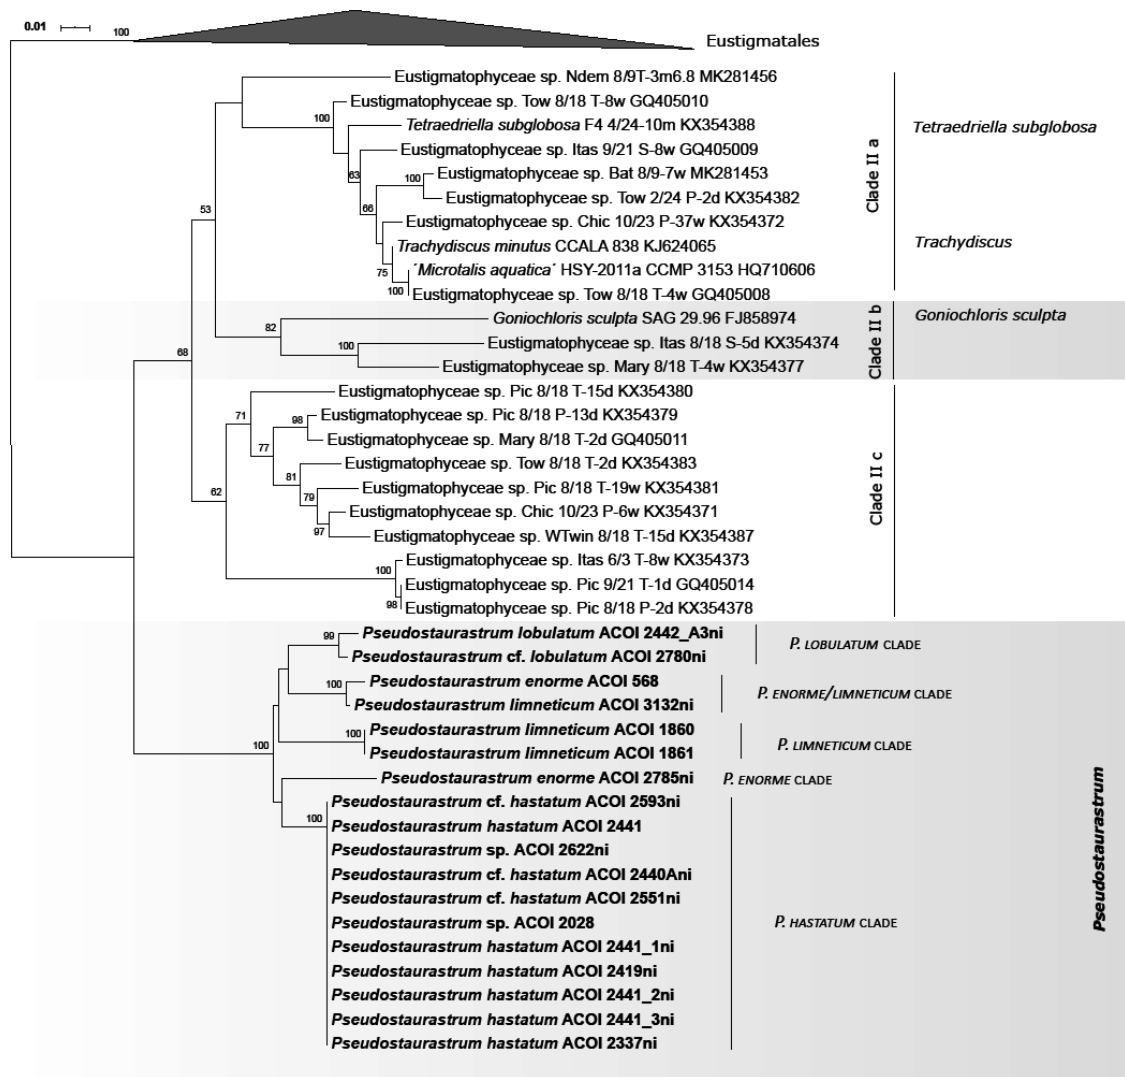 0.01
100
Eustigmatales
Eustigmatophyceae sp. Ndem 8/9T-3m6.8 MK281456
Eustigmatophyceae sp. Tow 8/18 T-8w GQ405010
100
Tetraedriella subglobosa F4 4/24-10m KX354388
Tetraedriella subglobosa
Eustigmatophyceae sp. Itas 9/21 S-8w GQ405009
63
Eustigmatophyceae sp. Bat 8/9-7w MK281453
100
Eustigmatophyceae sp. Tow 2/24 P-2d KX354382
66
53
Eustigmatophyceae sp. Chic 10/23 P-37w KX354372
Trachydiscus minutus CCALA 838 KJ624065
Trachydiscus
75
´Microtalis aquatica´ HSY-2011a CCMP 3153 HQ710606
100
Eustigmatophyceae sp. Tow 8/18 T-4w GQ405008
Clade II a
Goniochloris sculpta SAG 29.96 FJ858974
Goniochloris sculpta
82
Eustigmatophyceae sp. Itas 8/18 S-5d KX354374
100
Eustigmatophyceae sp. Mary 8/18 T-4w KX354377
Clade II b
68
Eustigmatophyceae sp. Pic 8/18 T-15d KX354380
71
Eustigmatophyceae sp. Pic 8/18 P-13d KX354379
98
Eustigmatophyceae sp. Mary 8/18 T-2d GQ405011
77
Eustigmatophyceae sp. Tow 8/18 T-2d KX354383
81
Eustigmatophyceae sp. Pic 8/18 T-19w KX354381
79
62
Eustigmatophyceae sp. Chic 10/23 P-6w KX354371
97
Eustigmatophyceae sp. WTwin 8/18 T-15d KX354387
Eustigmatophyceae sp. Itas 6/3 T-8w KX354373
100
Eustigmatophyceae sp. Pic 9/21 T-1d GQ405014
98
Eustigmatophyceae sp. Pic 8/18 P-2d KX354378
Clade II c
Pseudostaurastrum lobulatum ACOI 2442_A3ni
99
P. LOBULATUM CLADE
Pseudostaurastrum cf. lobulatum ACOI 2780ni
Pseudostaurastrum enorme ACOI 568
100
P. ENORME/LIMNETICUM CLADE
Pseudostaurastrum limneticum ACOI 3132ni
Pseudostaurastrum limneticum ACOI 1860
100
P. LIMNETICUM CLADE
Pseudostaurastrum limneticum ACOI 1861
100
Pseudostaurastrum enorme ACOI 2785ni
P. ENORME CLADE
Pseudostaurastrum cf. hastatum ACOI 2593ni
100
Pseudostaurastrum hastatum ACOI 2441
Pseudostaurastrum sp. ACOI 2622ni
Pseudostaurastrum cf. hastatum ACOI 2440Ani
Pseudostaurastrum cf. hastatum ACOI 2551ni
Pseudostaurastrum sp. ACOI 2028
P. HASTATUM CLADE
Pseudostaurastrum hastatum ACOI 2441_1ni
Pseudostaurastrum hastatum ACOI 2419ni
Pseudostaurastrum hastatum ACOI 2441_2ni
Pseudostaurastrum hastatum ACOI 2441_3ni
Pseudostaurastrum hastatum ACOI 2337ni
Pseudostaurastrum